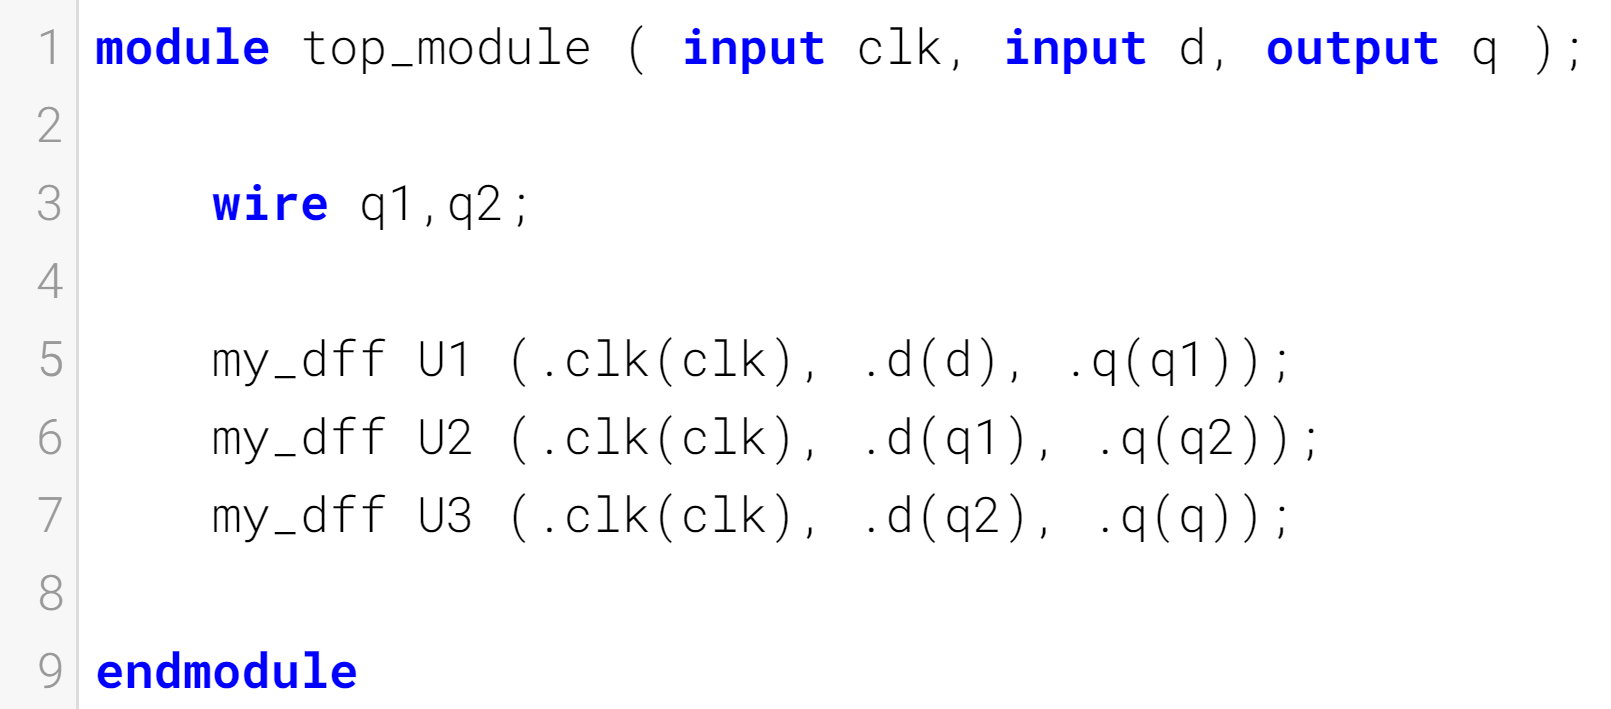 1 module top_module ( input clk, input d, output q );
2
3     wire q1,q2;
4
5     my_dff U1 (.clk(clk), .d(d), .q(q1));
6     my_dff U2 (.clk(clk), .d(q1), .q(q2));
7     my_dff U3 (.clk(clk), .d(q2), .q(q));
8
9 endmodule